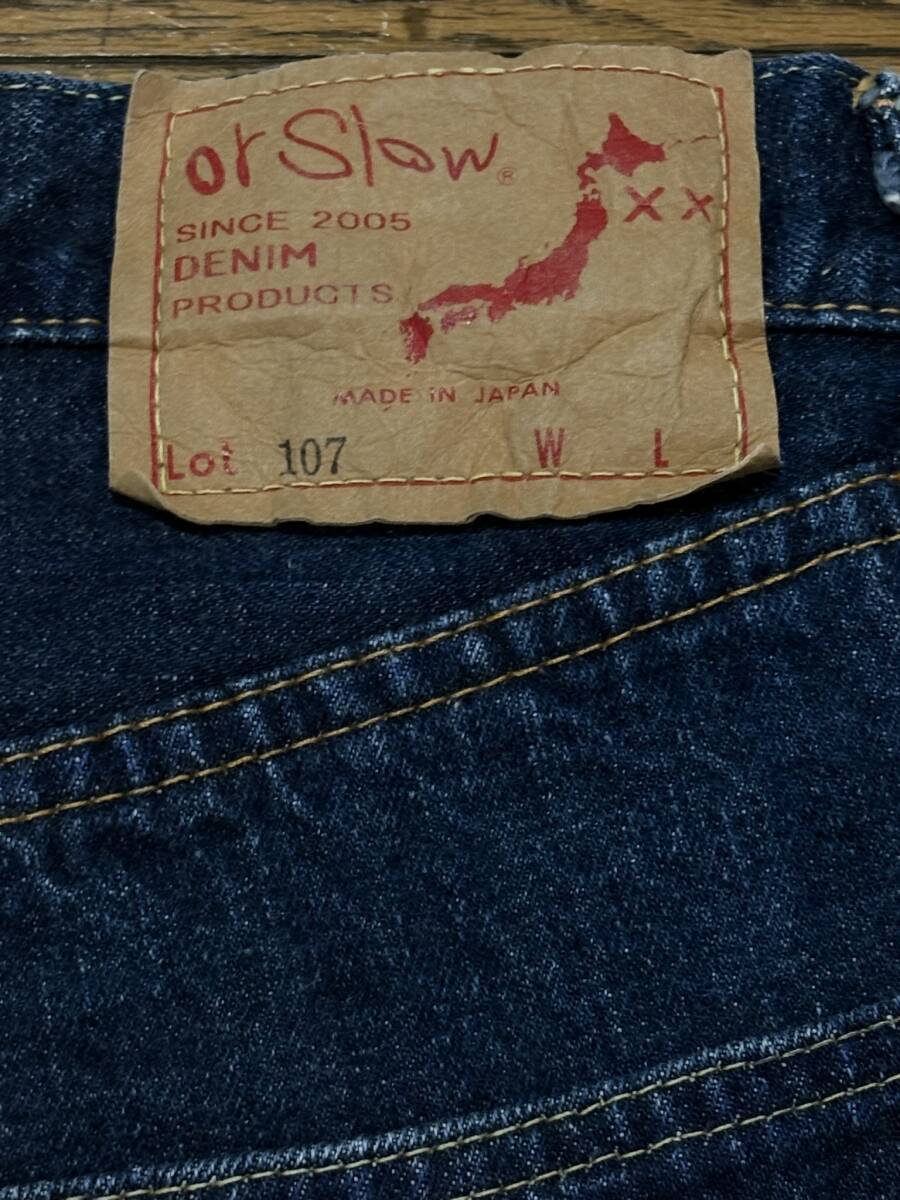 orSlow®
XX
SINCE 2005
DENIM
PRODUCTS
MADE IN JAPAN
Lot 107 W L